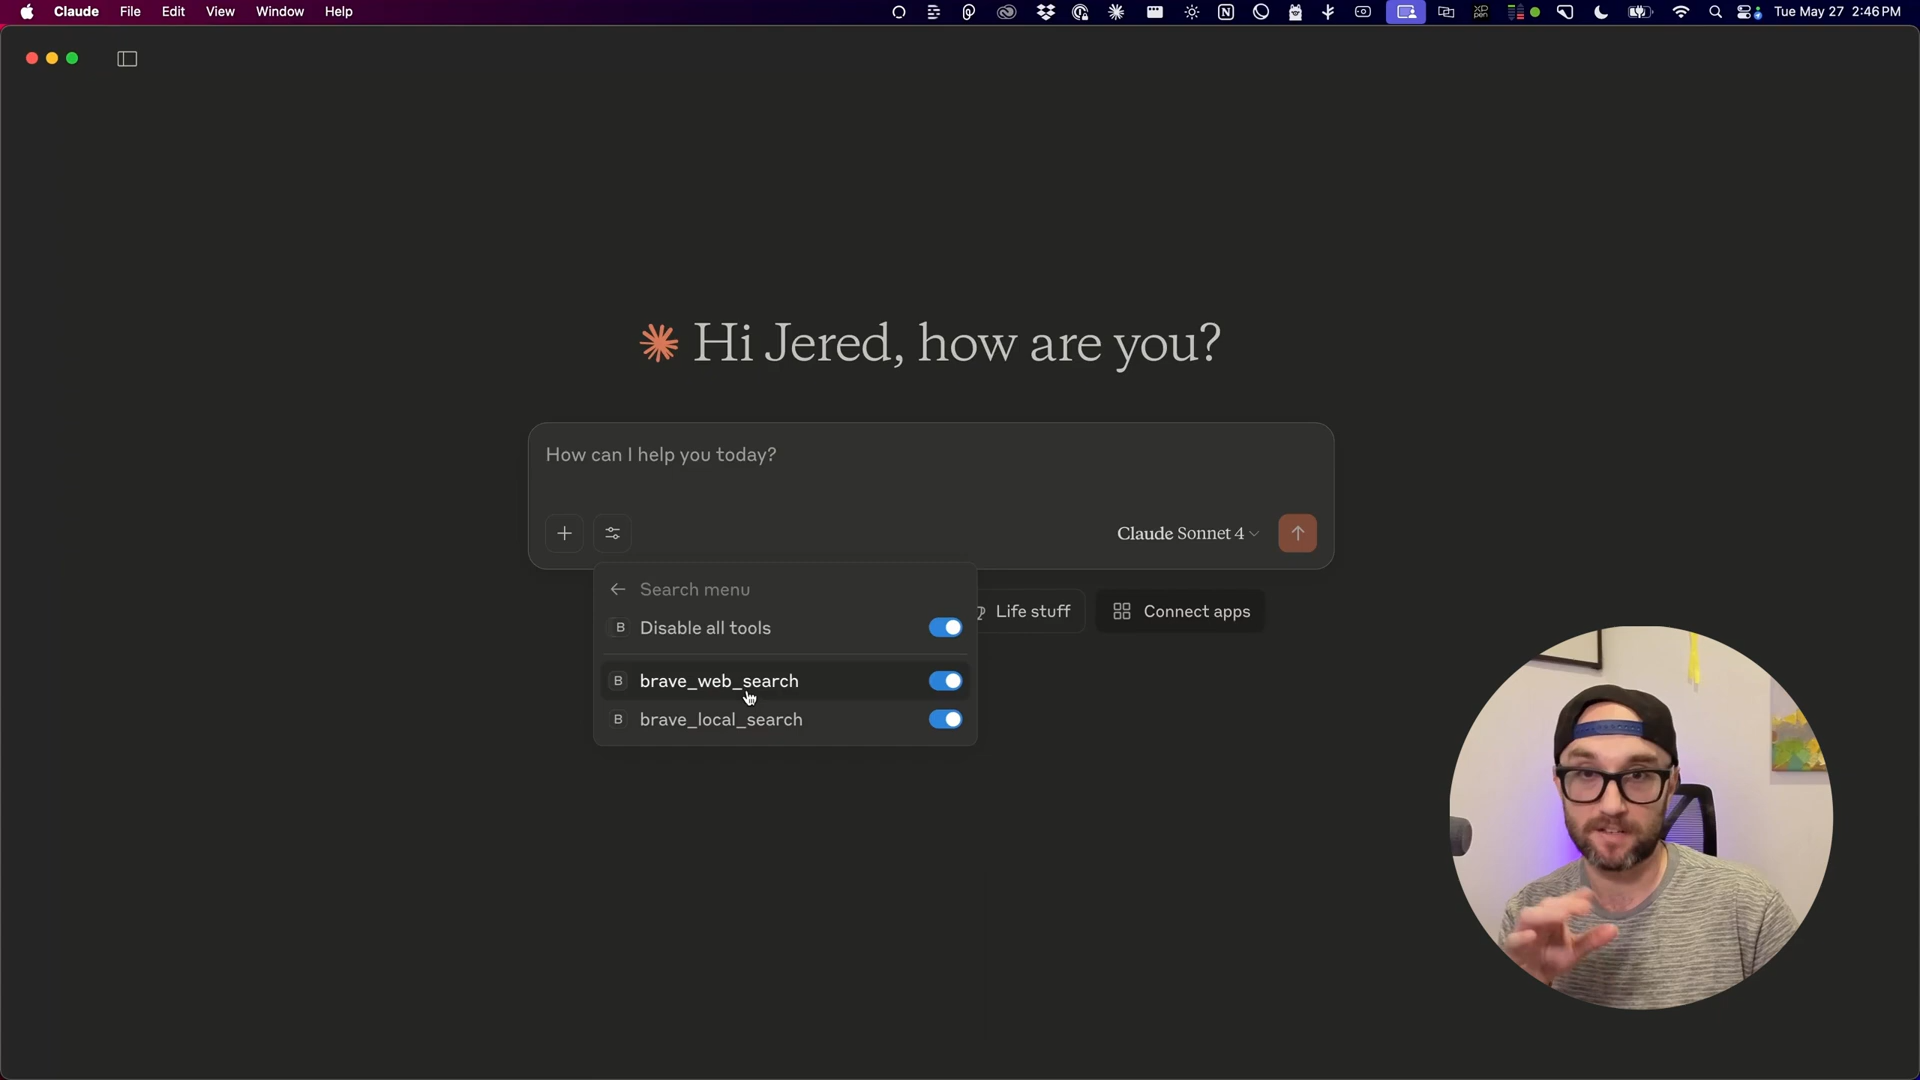 Claude File Edit View Window Help
Tue May 27 2:46 PM
Hi Jered, how are you?
How can I help you today?
Claude Sonnet 4
Search menu
B Disable all tools
Life stuff
Connect apps
B brave_web_search
B brave_local_search